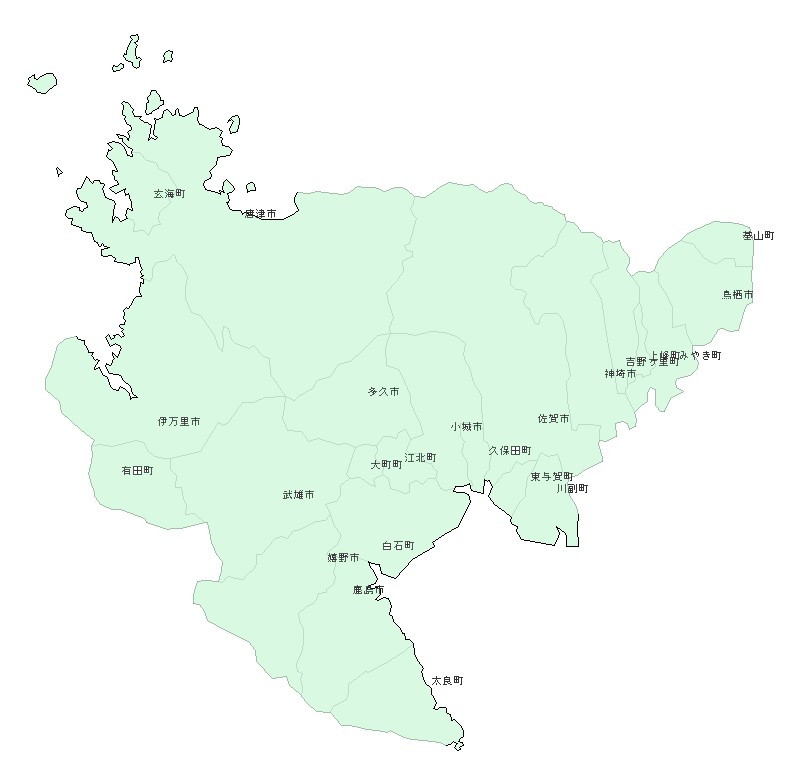 玄海町
唐津市
基山町
鳥栖市
上峰町
みやき町
吉野ヶ里町
神埼市
多久市
伊万里市
小城市
佐賀市
久保田町
江北町
大町町
有田町
東与賀町
川副町
武雄市
白石町
嬉野市
鹿島市
太良町